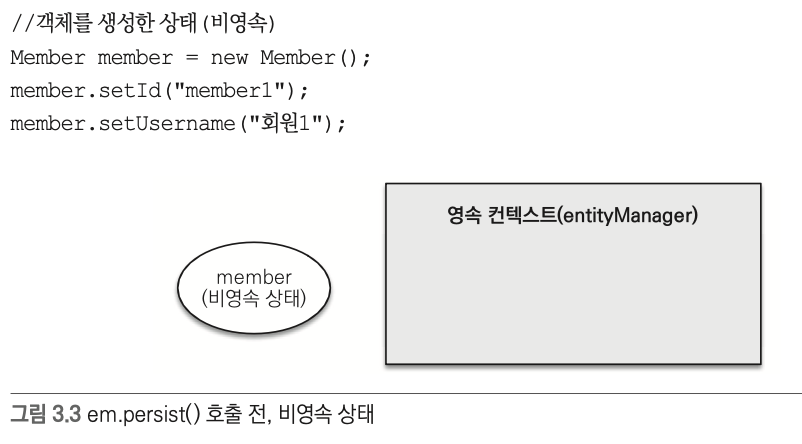 //객체를 생성한 상태(비영속)
Member member = new Member();
member.setId("member1");
member.setUsername("회원1");
영속 컨텍스트(entityManager)
member
(비영속 상태)
그림 3.3 em.persist() 호출 전, 비영속 상태